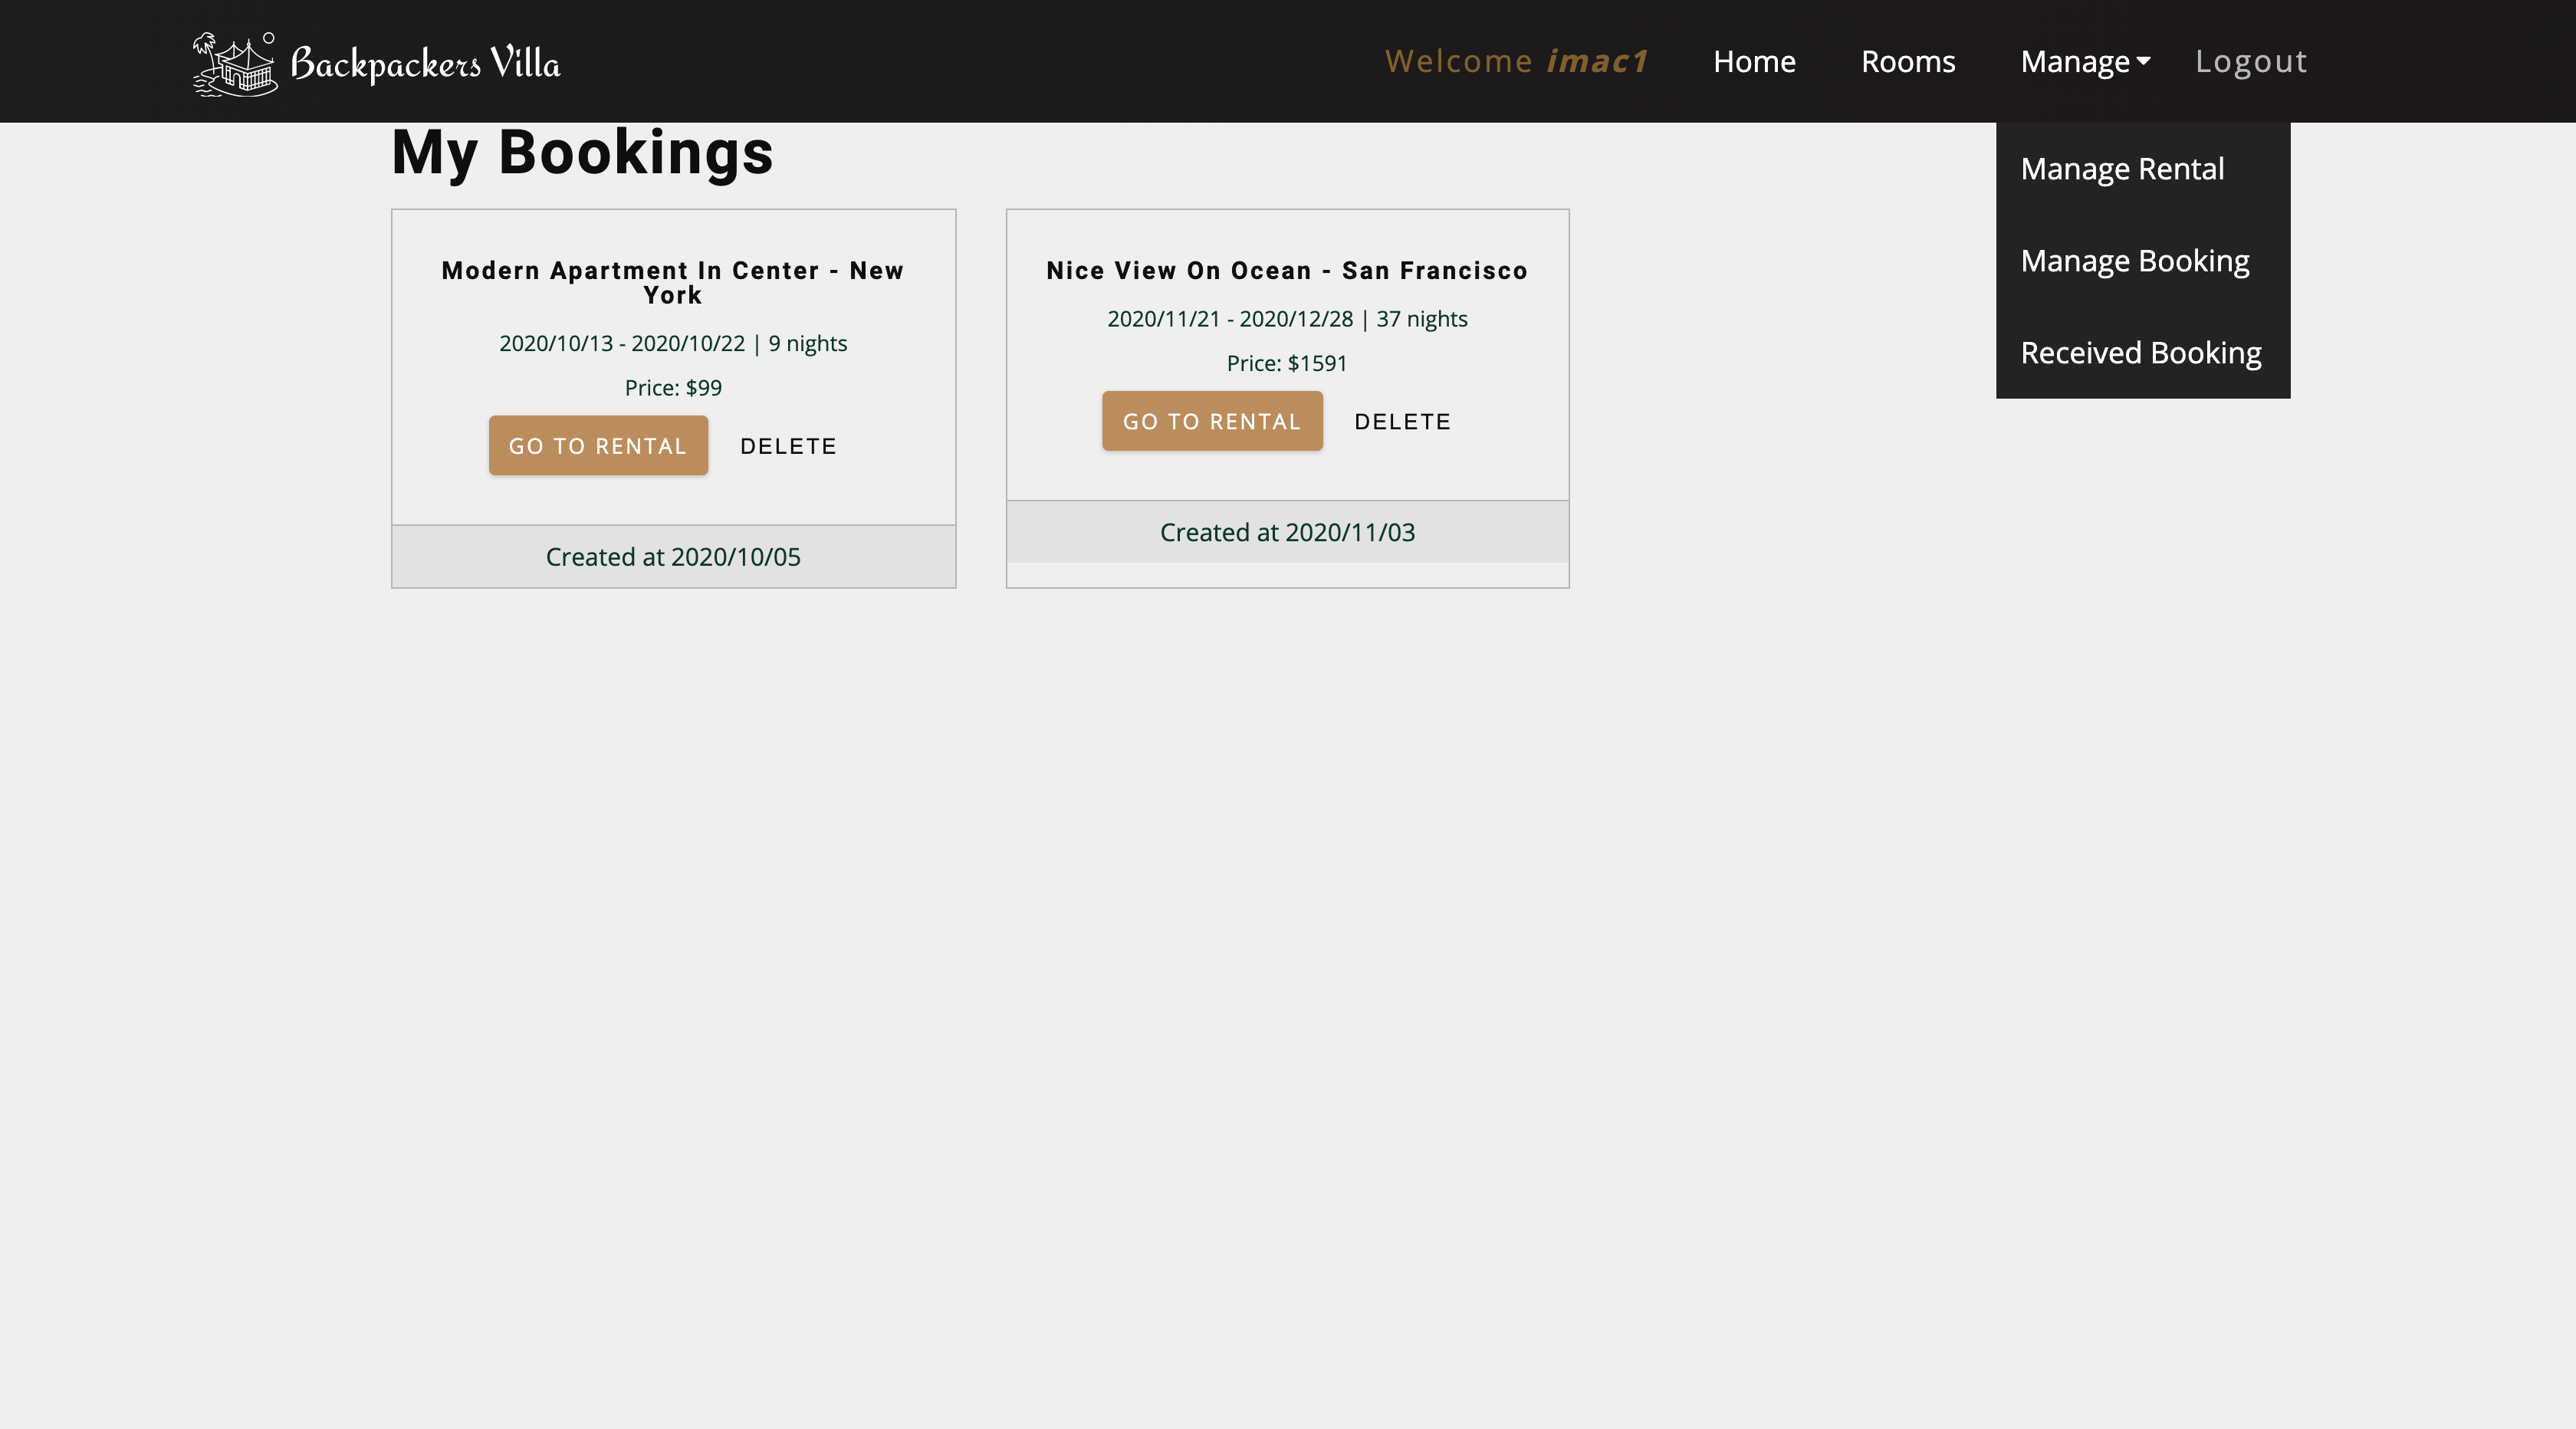 Backpackers Villa
Welcome imac1 Home Rooms Manage Logout
Manage Rental
Manage Booking
Received Booking
My Bookings
Modern Apartment In Center - New
York
2020/10/13 - 2020/10/22 | 9 nights
Price: $99
GO TO RENTAL DELETE
Created at 2020/10/05
Nice View On Ocean - San Francisco
2020/11/21 - 2020/12/28 | 37 nights
Price: $1591
GO TO RENTAL DELETE
Created at 2020/11/03